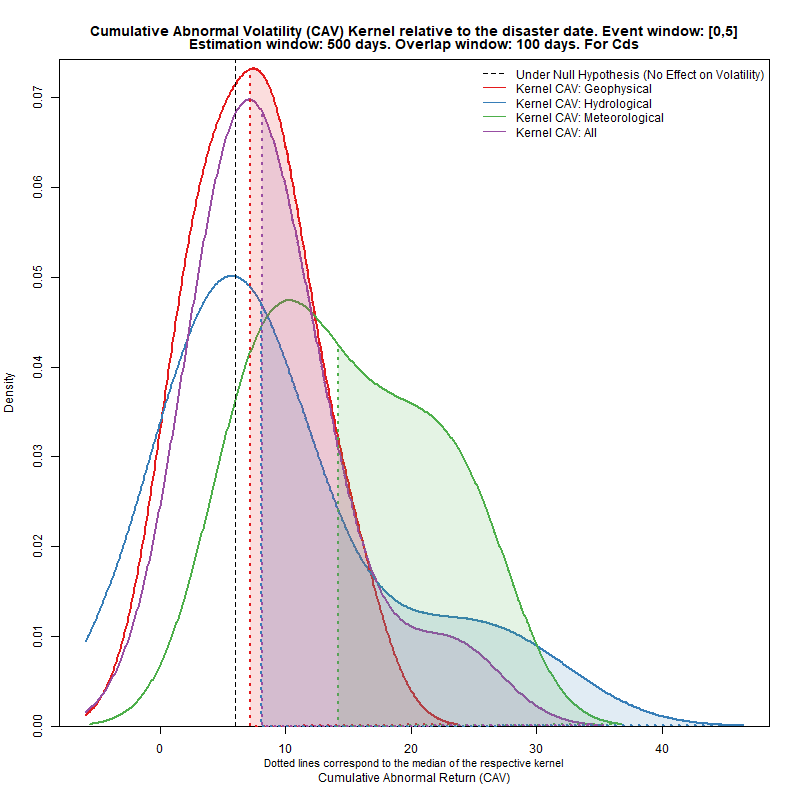 Cumulative Abnormal Volatility (CAV) Kernel relative to the disaster date. Event window: [0,5]
Estimation window: 500 days. Overlap window: 100 days. For Cds
Under Null Hypothesis (No Effect on Volatility)
Kernel CAV: Geophysical
Kernel CAV: Hydrological
Kernel CAV: Meteorological
Kernel CAV: All
0.07
0.06
0.05
0.04
0.03
0.02
0.01
0.00
Density
0 10 20 30 40
Dotted lines correspond to the median of the respective kernel
Cumulative Abnormal Return (CAV)